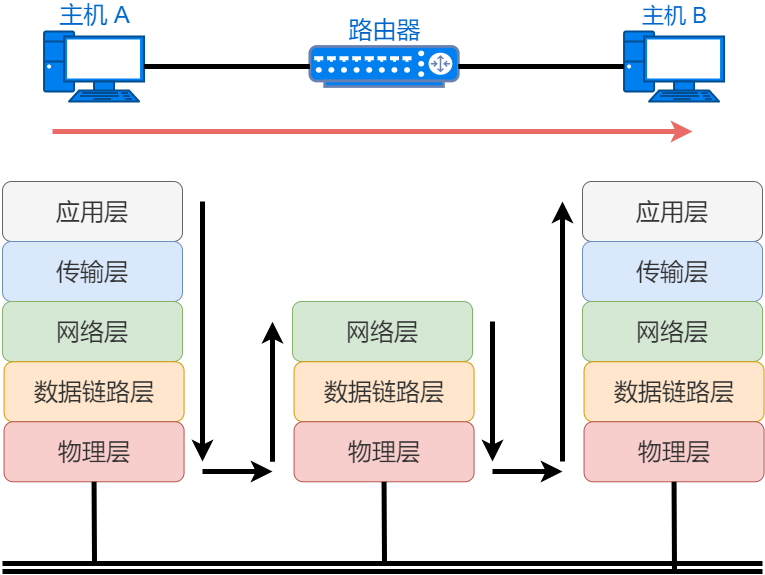 主机 A
路由器
主机 B
应用层
传输层
网络层
数据链路层
物理层
网络层
数据链路层
物理层
应用层
传输层
网络层
数据链路层
物理层